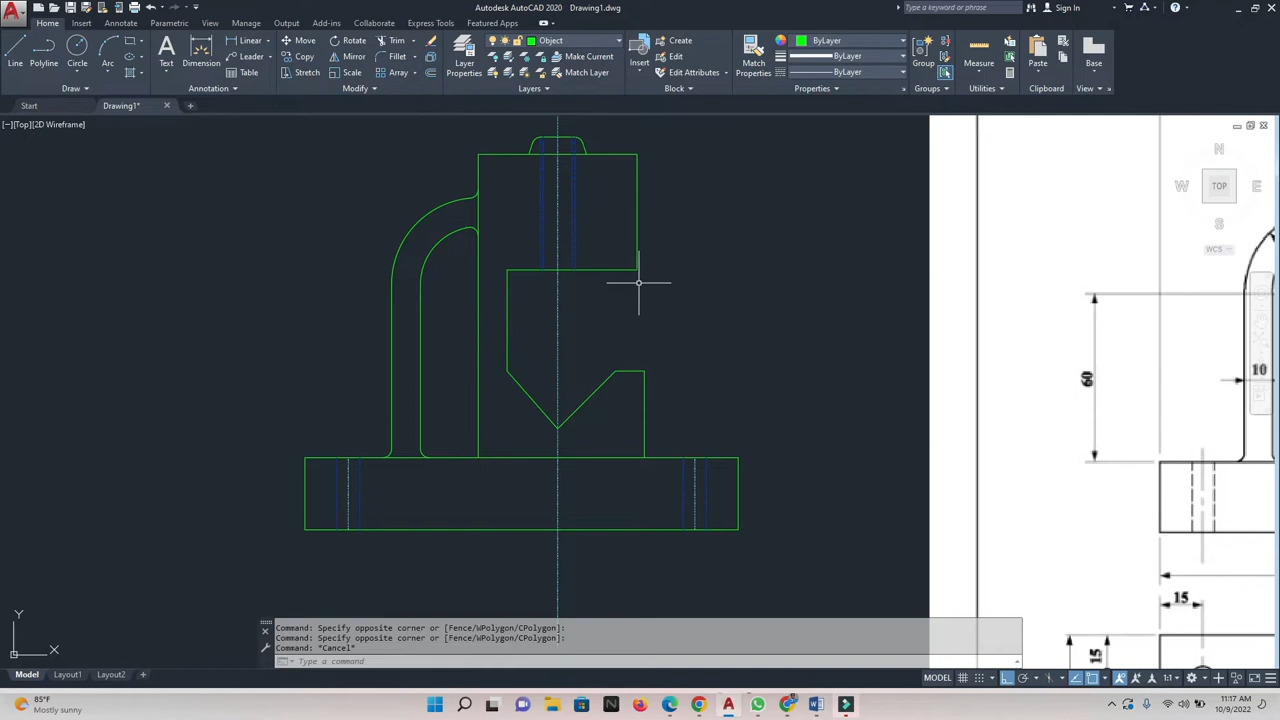 Autodesk AutoCAD 2020 Drawing1.dwg
Type a keyword or phrase
Sign In
Home Insert Annotate Parametric View Manage Output Add-ins Collaborate Express Tools Featured Apps
Line Polyline Circle Arc
Text Dimension
Linear
Leader
Table
Move Rotate Trim
Copy Mirror Fillet
Stretch Scale Array
Layer Properties
Object
Make Current
Match Layer
Insert
Create
Edit
Edit Attributes
Match Properties
ByLayer
ByLayer
ByLayer
Group
Measure
Paste
Base
Draw Annotation Modify Layers Block Properties Groups Utilities Clipboard View
Start Drawing1*
[−][Top][2D Wireframe]
N
W TOP E
S
WCS
60
10
15
15
Y
X
Command: Specify opposite corner or [Fence/WPolygon/CPolygon]:
Command: Specify opposite corner or [Fence/WPolygon/CPolygon]:
Command: *Cancel*
Type a command
Model Layout1 Layout2 +
MODEL
1:1
85°F
Mostly sunny
11:17 AM
10/9/2022